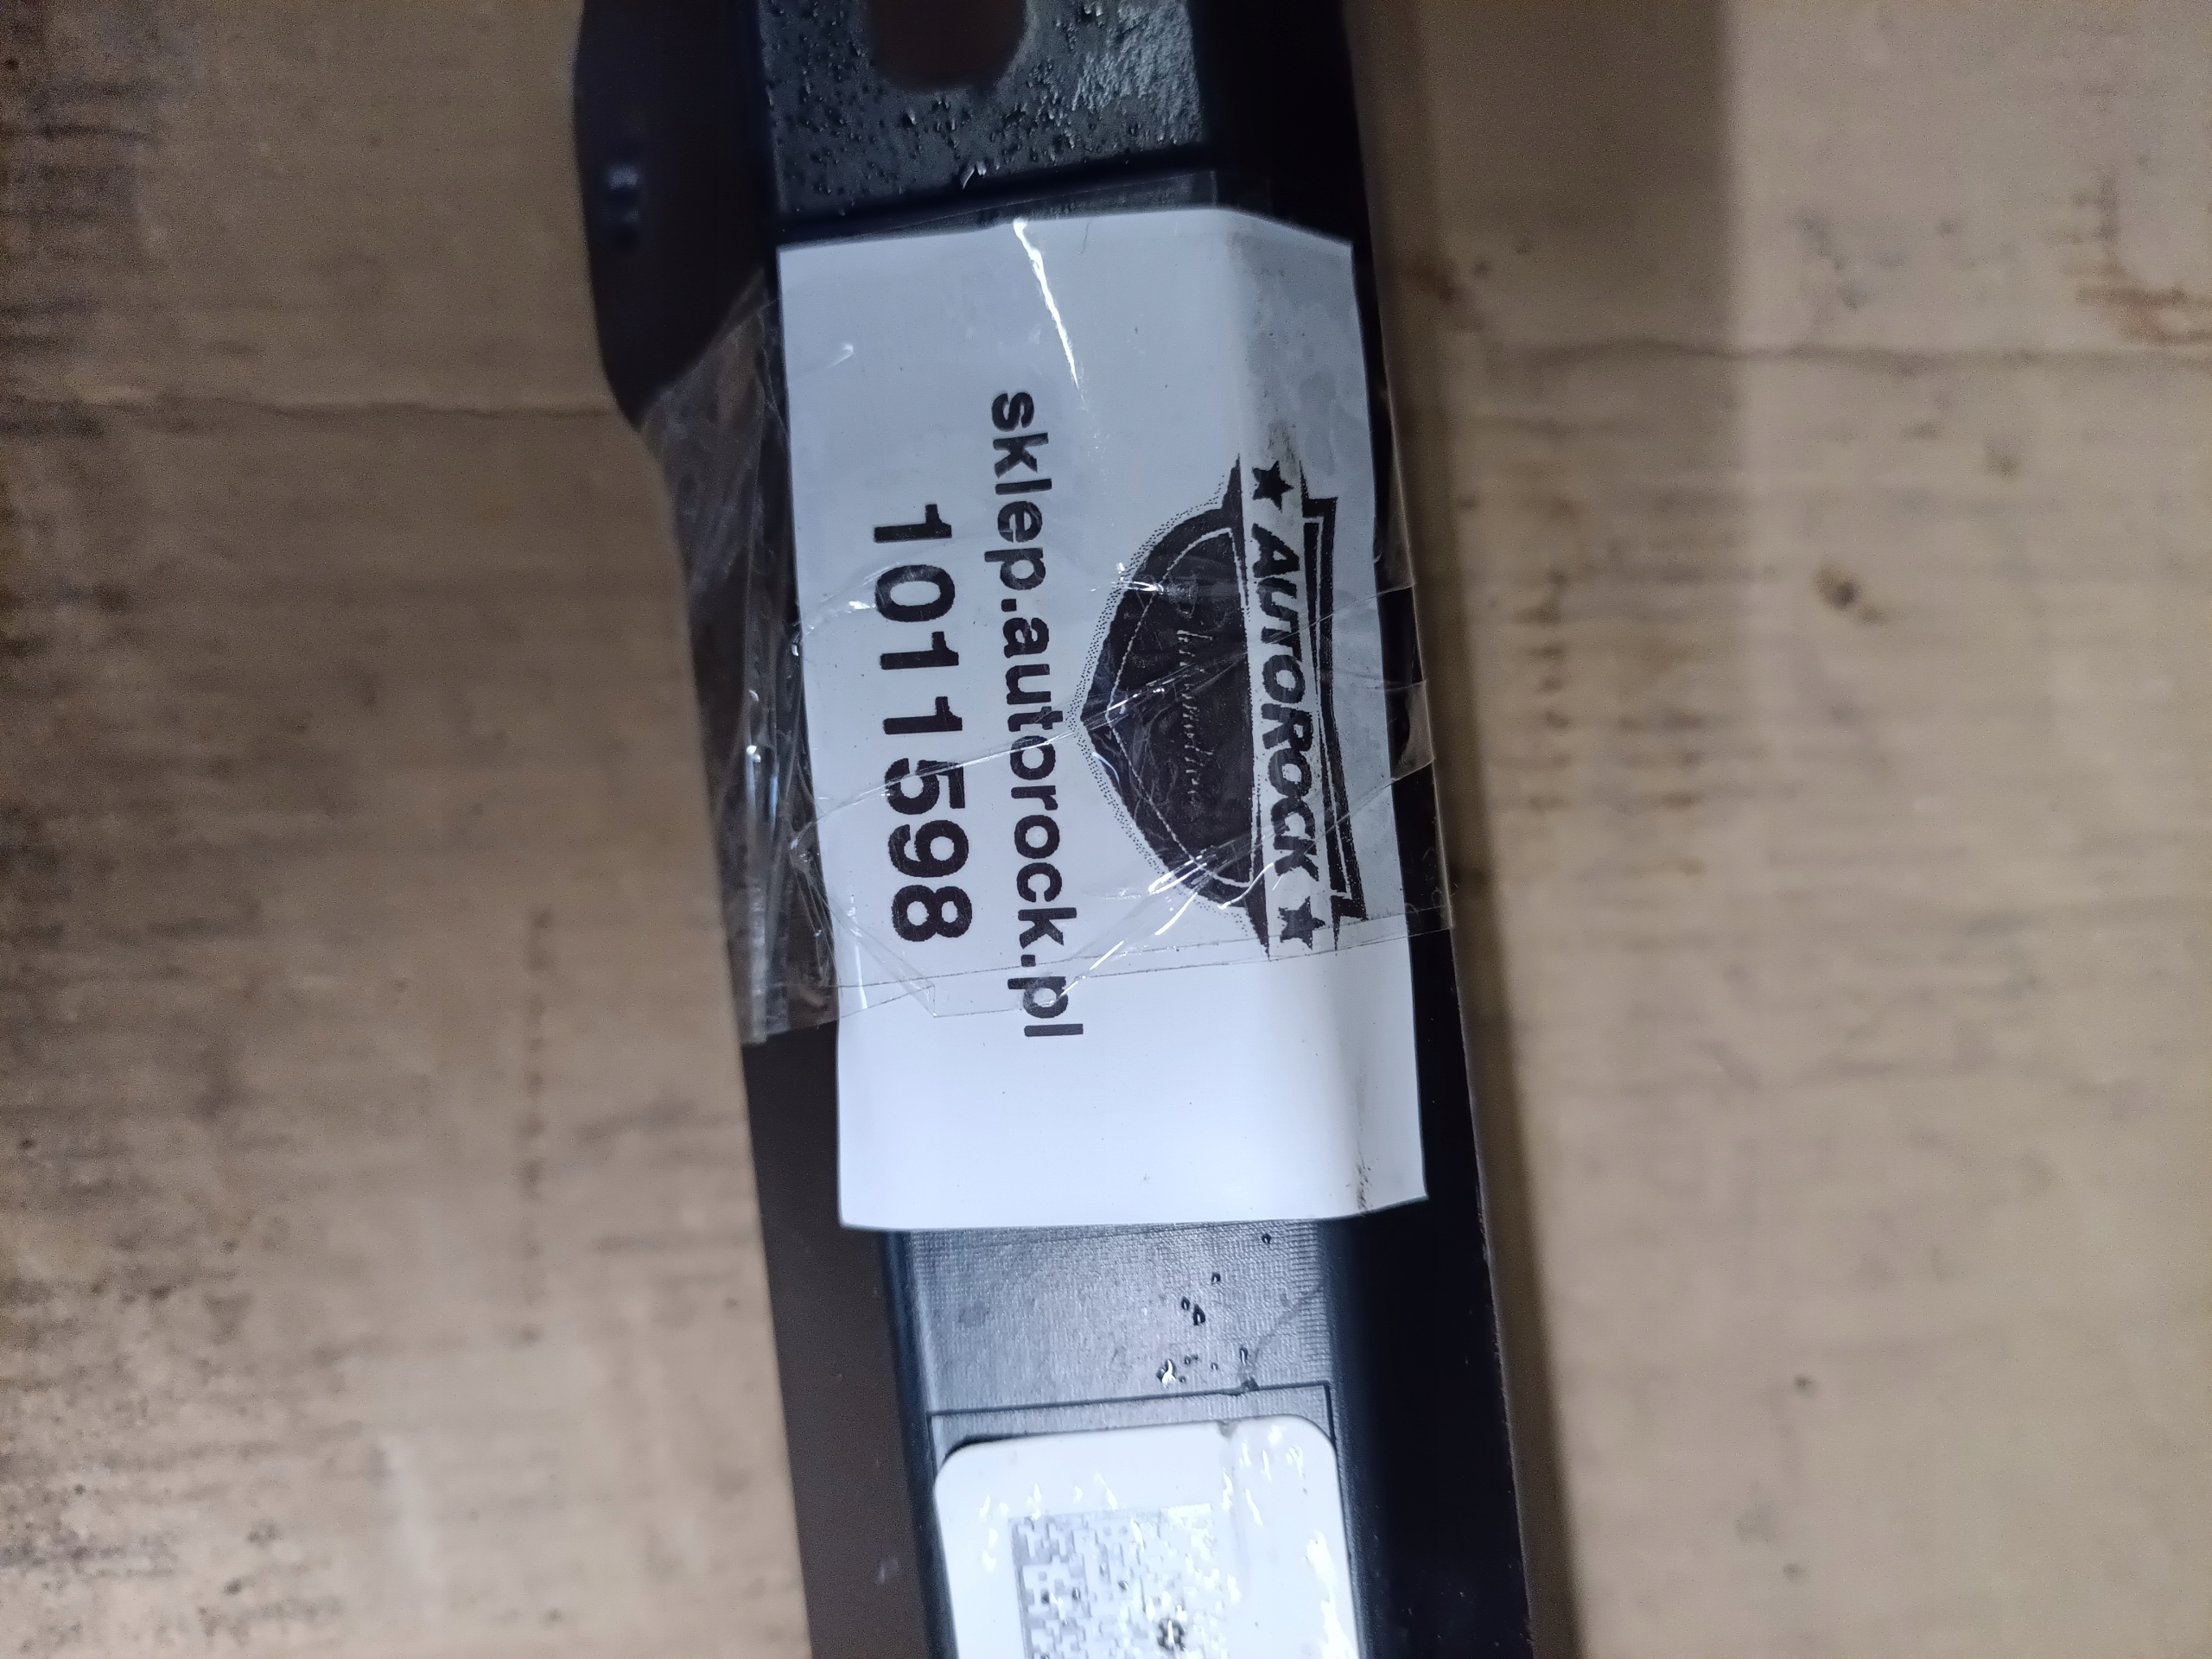 ★ AUTOROCK ★
sklep.autorock.pl
1011598